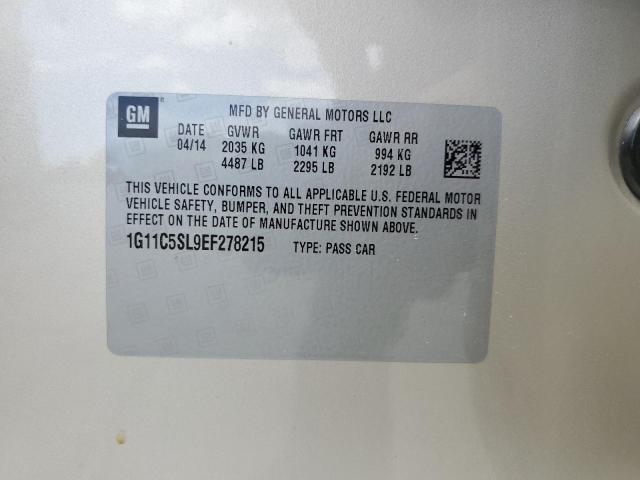 GM ®
MFD BY GENERAL MOTORS LLC
DATE GVWR GAWR FRT GAWR RR
04/14 2035 KG 1041 KG 994 KG
4487 LB 2295 LB 2192 LB
THIS VEHICLE CONFORMS TO ALL APPLICABLE U.S. FEDERAL MOTOR
VEHICLE SAFETY, BUMPER, AND THEFT PREVENTION STANDARDS IN
EFFECT ON THE DATE OF MANUFACTURE SHOWN ABOVE.
1G11C5SL9EF278215 TYPE: PASS CAR